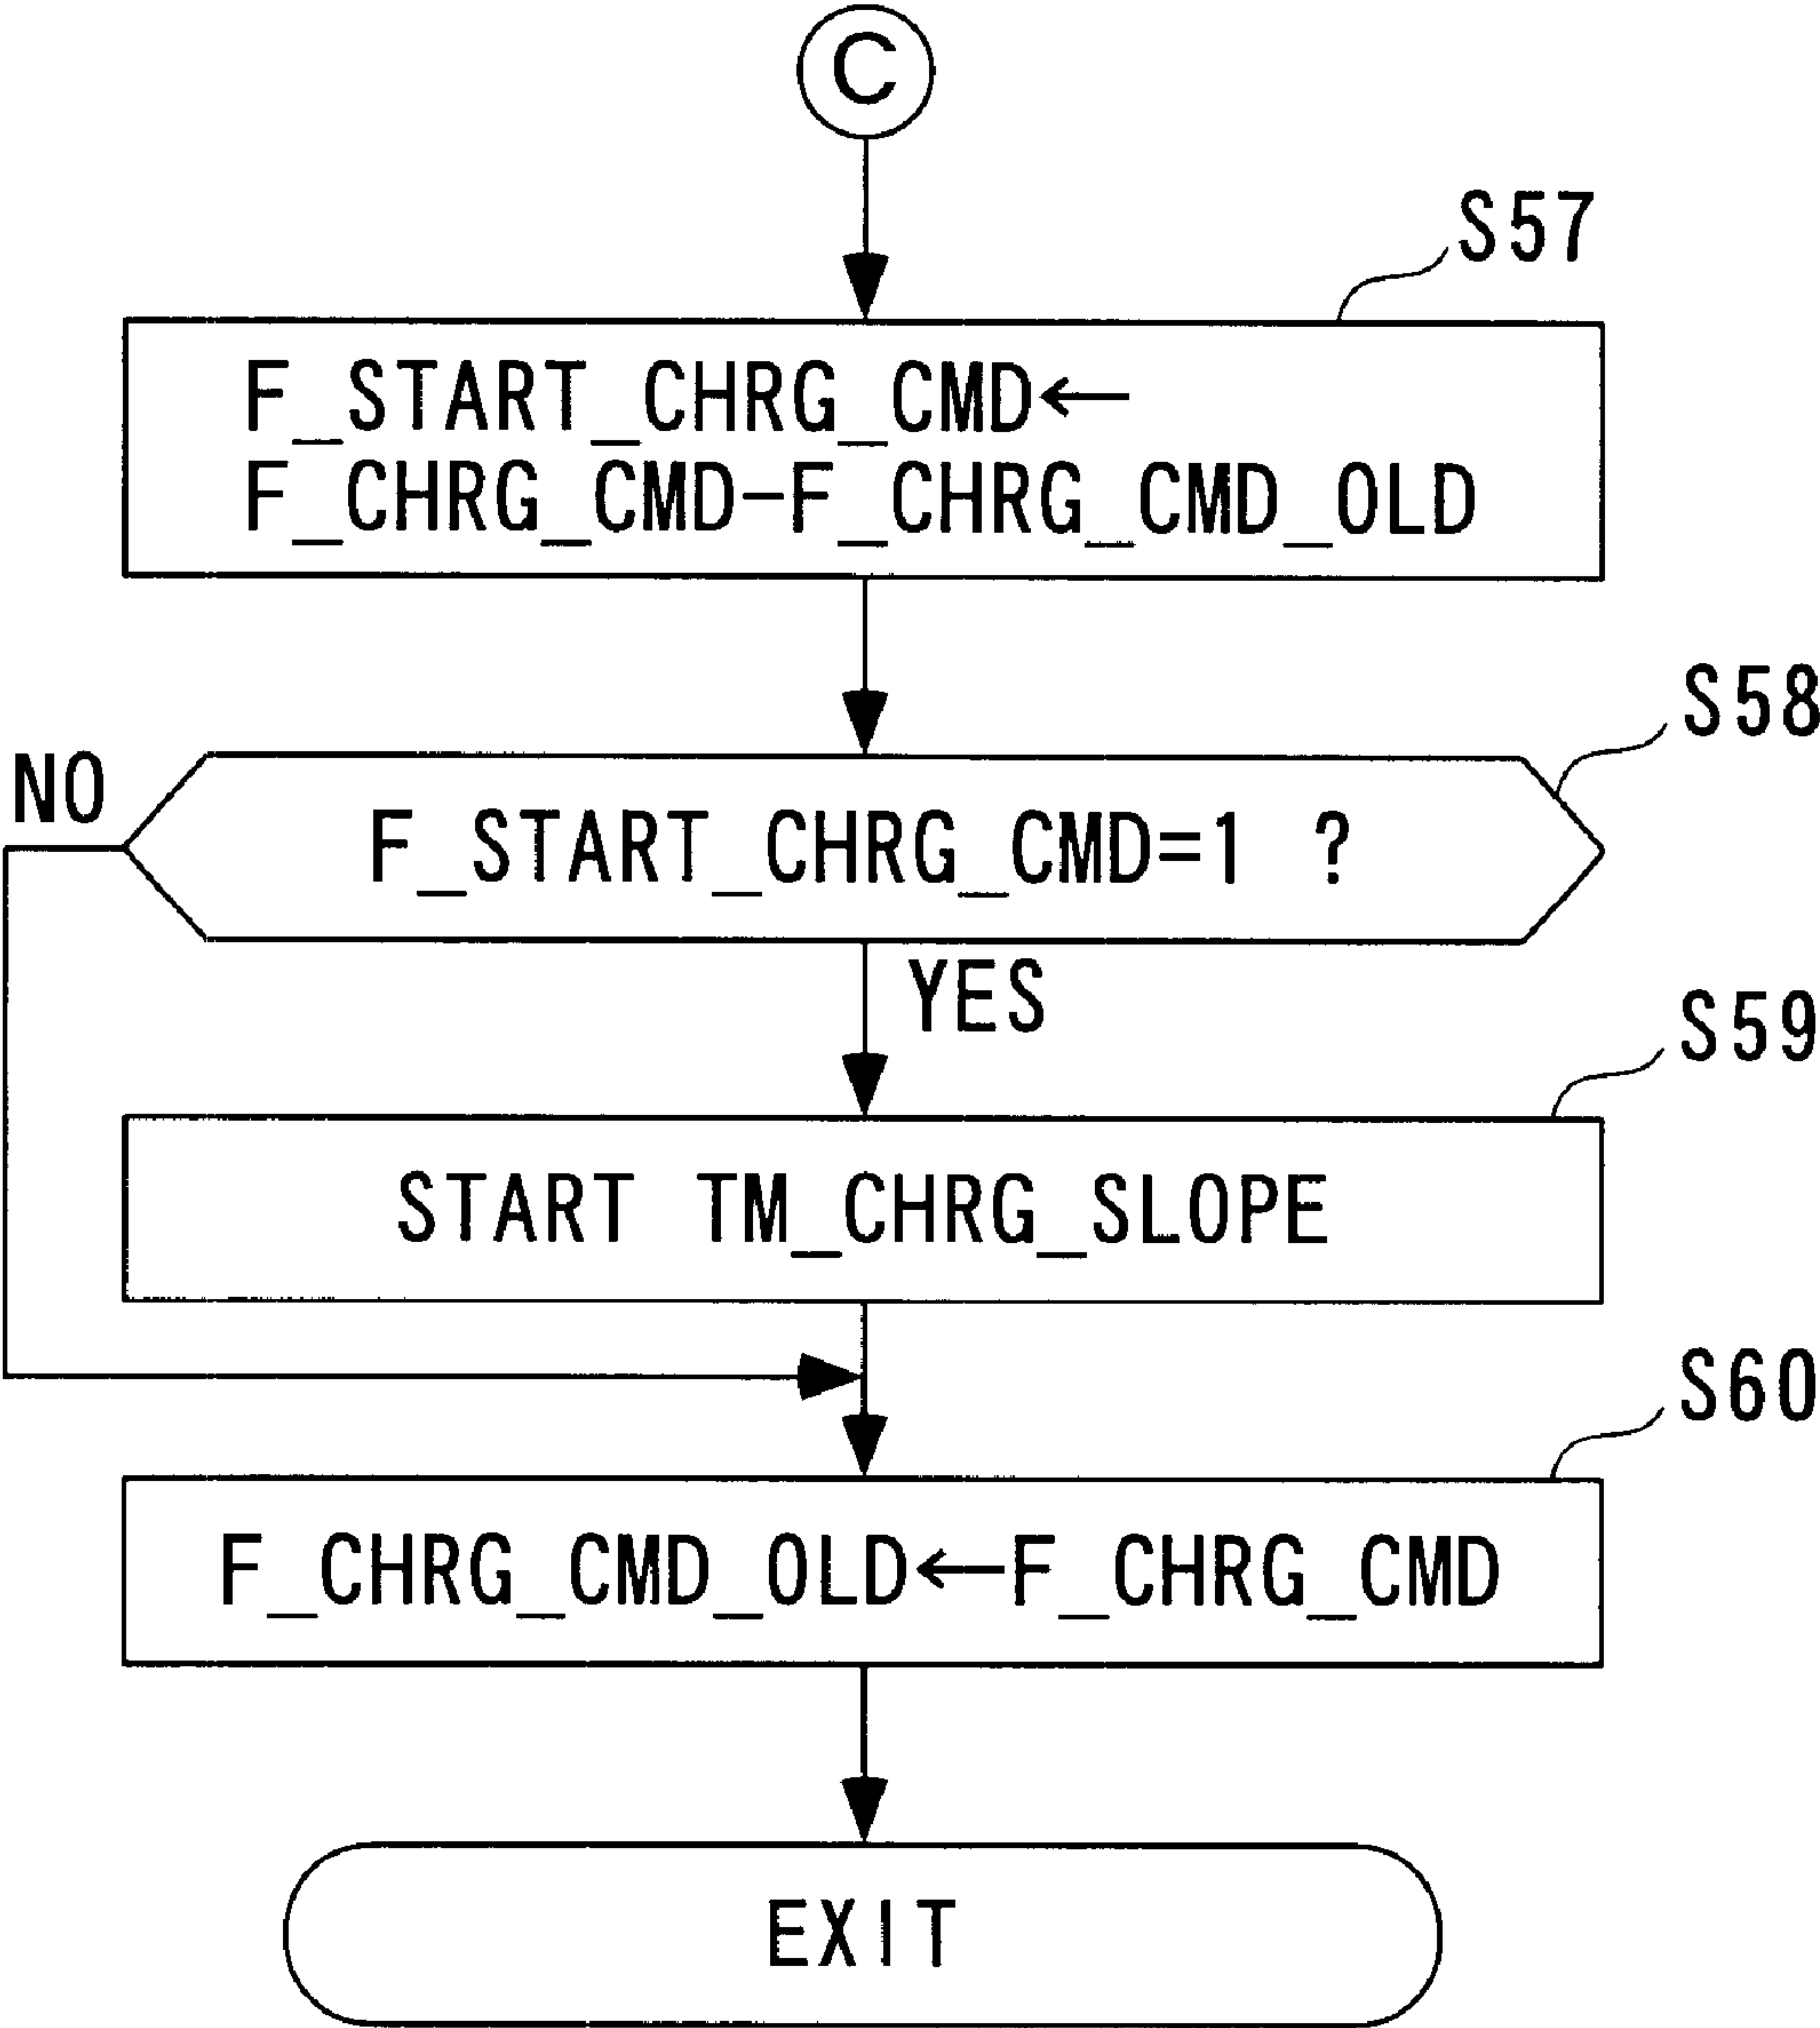 C
S57
F_START_CHRG_CMD←
F_CHRG_CMD-F_CHRG_CMD_OLD
S58
NO
F_START_CHRG_CMD=1 ?
YES
S59
START TM_CHRG_SLOPE
S60
F_CHRG_CMD_OLD←F_CHRG_CMD
EXIT